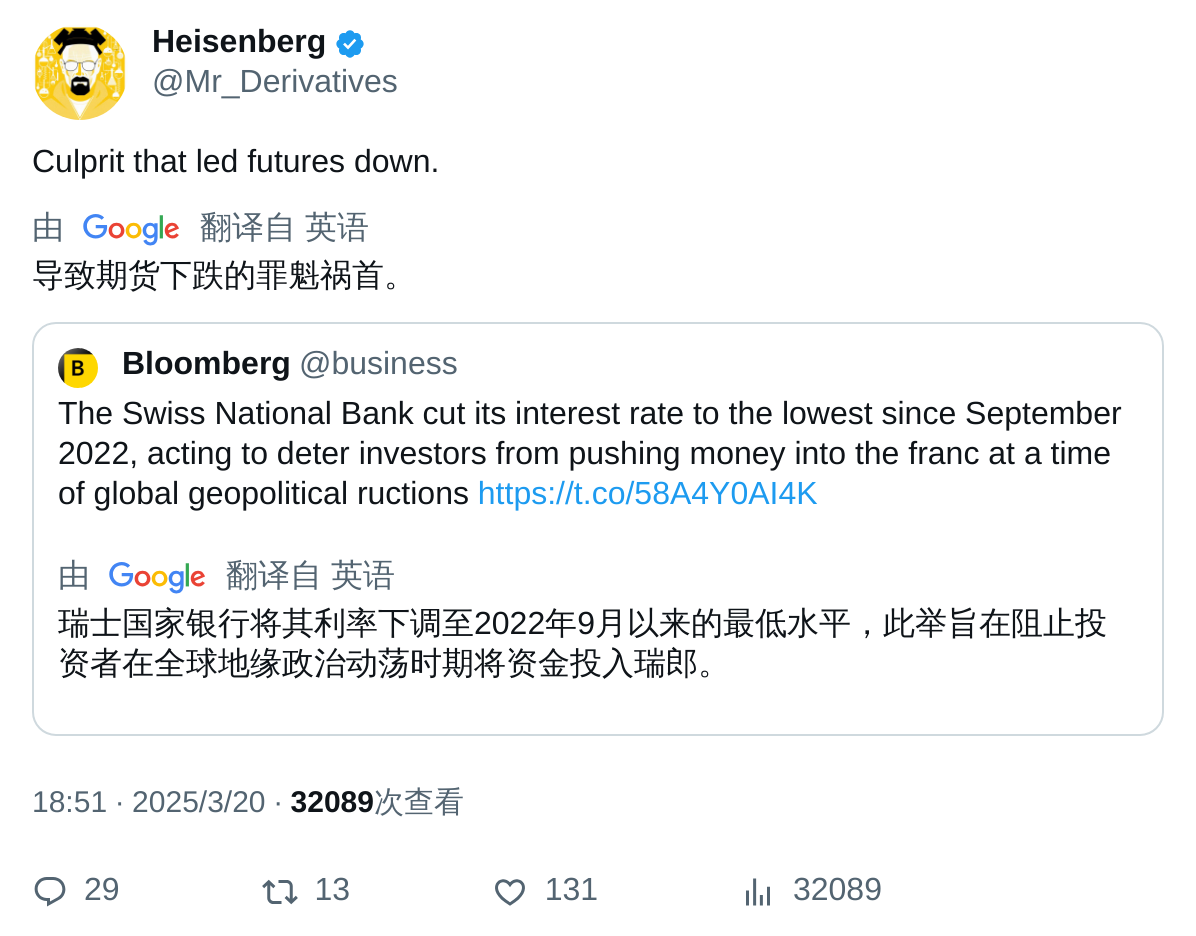 Heisenberg
@Mr_Derivatives
Culprit that led futures down.
由 Google 翻译自 英语
导致期货下跌的罪魁祸首。
B Bloomberg @business
The Swiss National Bank cut its interest rate to the lowest since September
2022, acting to deter investors from pushing money into the franc at a time
of global geopolitical ructions https://t.co/58A4Y0AI4K
由 Google 翻译自 英语
瑞士国家银行将其利率下调至2022年9月以来的最低水平，此举旨在阻止投
资者在全球地缘政治动荡时期将资金投入瑞郎。
18:51 · 2025/3/20 · 32089次查看
29 13 131 32089